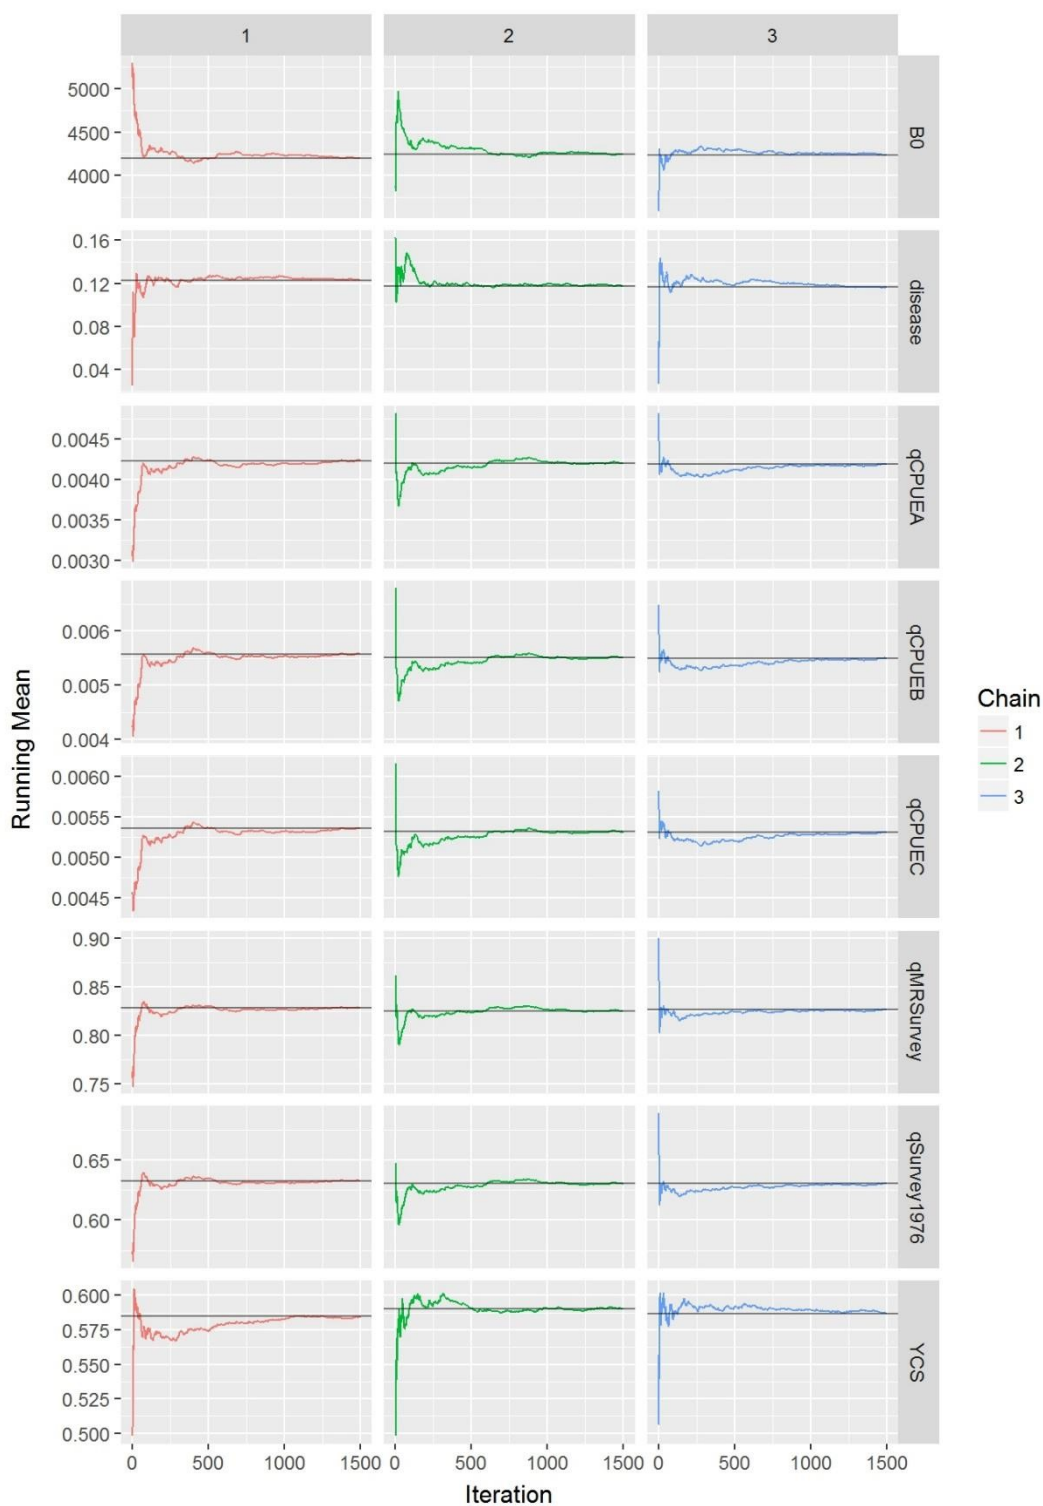 1 2 3
5000
4500
4000
B0
0.16
0.12
0.08
0.04
disease
0.0045
0.0040
0.0035
0.0030
qCPUEA
0.006
0.005
0.004
qCPUEB
0.0060
0.0055
0.0050
0.0045
qCPUEC
0.90
0.85
0.80
0.75
qMRSurvey
0.65
0.60
qSurvey1976
0.600
0.575
0.550
0.525
0.500
YCS
0 500 1000 1500 0 500 1000 1500 0 500 1000 1500
Iteration
Running Mean
Chain
1
2
3